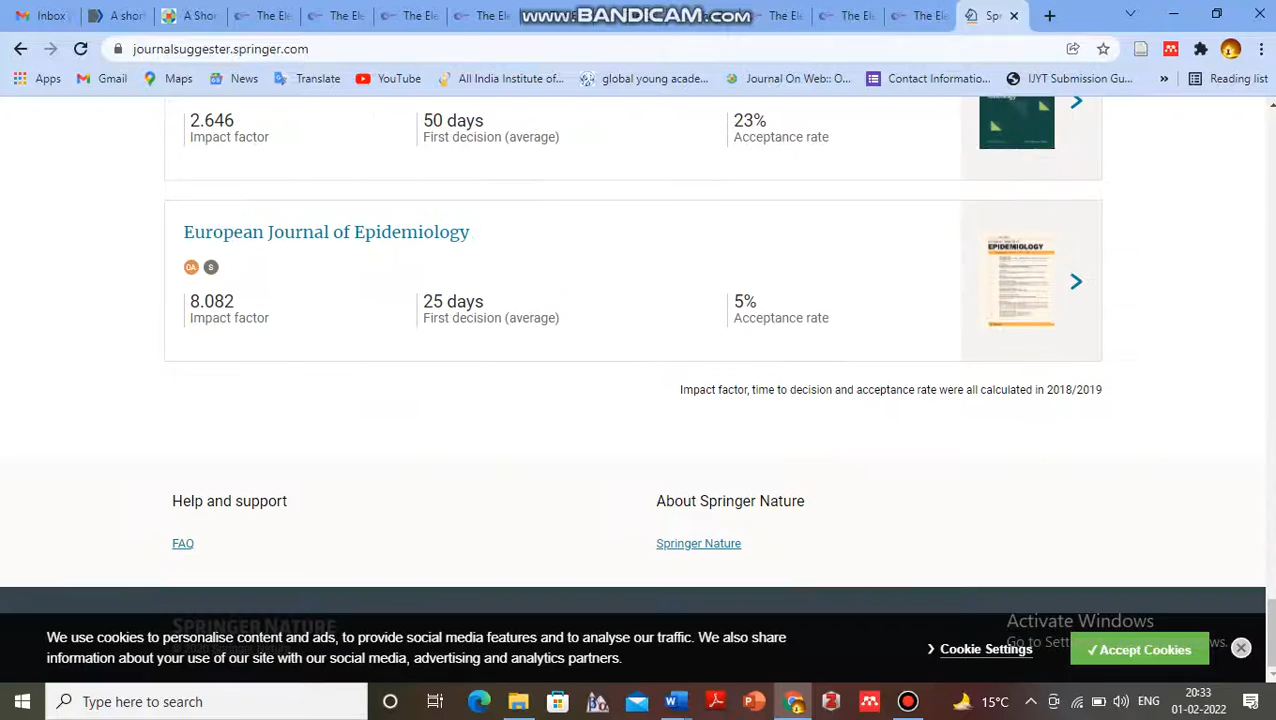 Inbox
Ashok
An
The El
The El
The El
www.BANDICAM.com
The El
The El
The El
Spr
journalsuggester.springer.com
Apps
Gmail
Maps
News
Translate
YouTube
All India Institute of...
global young acade...
Journal On Web:: O...
Contact Informatio...
IJYT Submission Gu...
»
Reading list
2.646
50 days
23%
Impact factor
First decision (average)
Acceptance rate
European Journal of Epidemiology
EPIDEMIOLOGY
OA S
8.082
25 days
5%
Impact factor
First decision (average)
Acceptance rate
Impact factor, time to decision and acceptance rate were all calculated in 2018/2019
Help and support
About Springer Nature
FAQ
Springer Nature
SPRINGER NATURE
Activate Windows
We use cookies to personalise content and ads, to provide social media features and to analyse our traffic. We also share
information about your use of our site with our social media, advertising and analytics partners.
Cookie Settings
✓Accept Cookies
Type here to search
15°C
ENG
20:33
01-02-2022